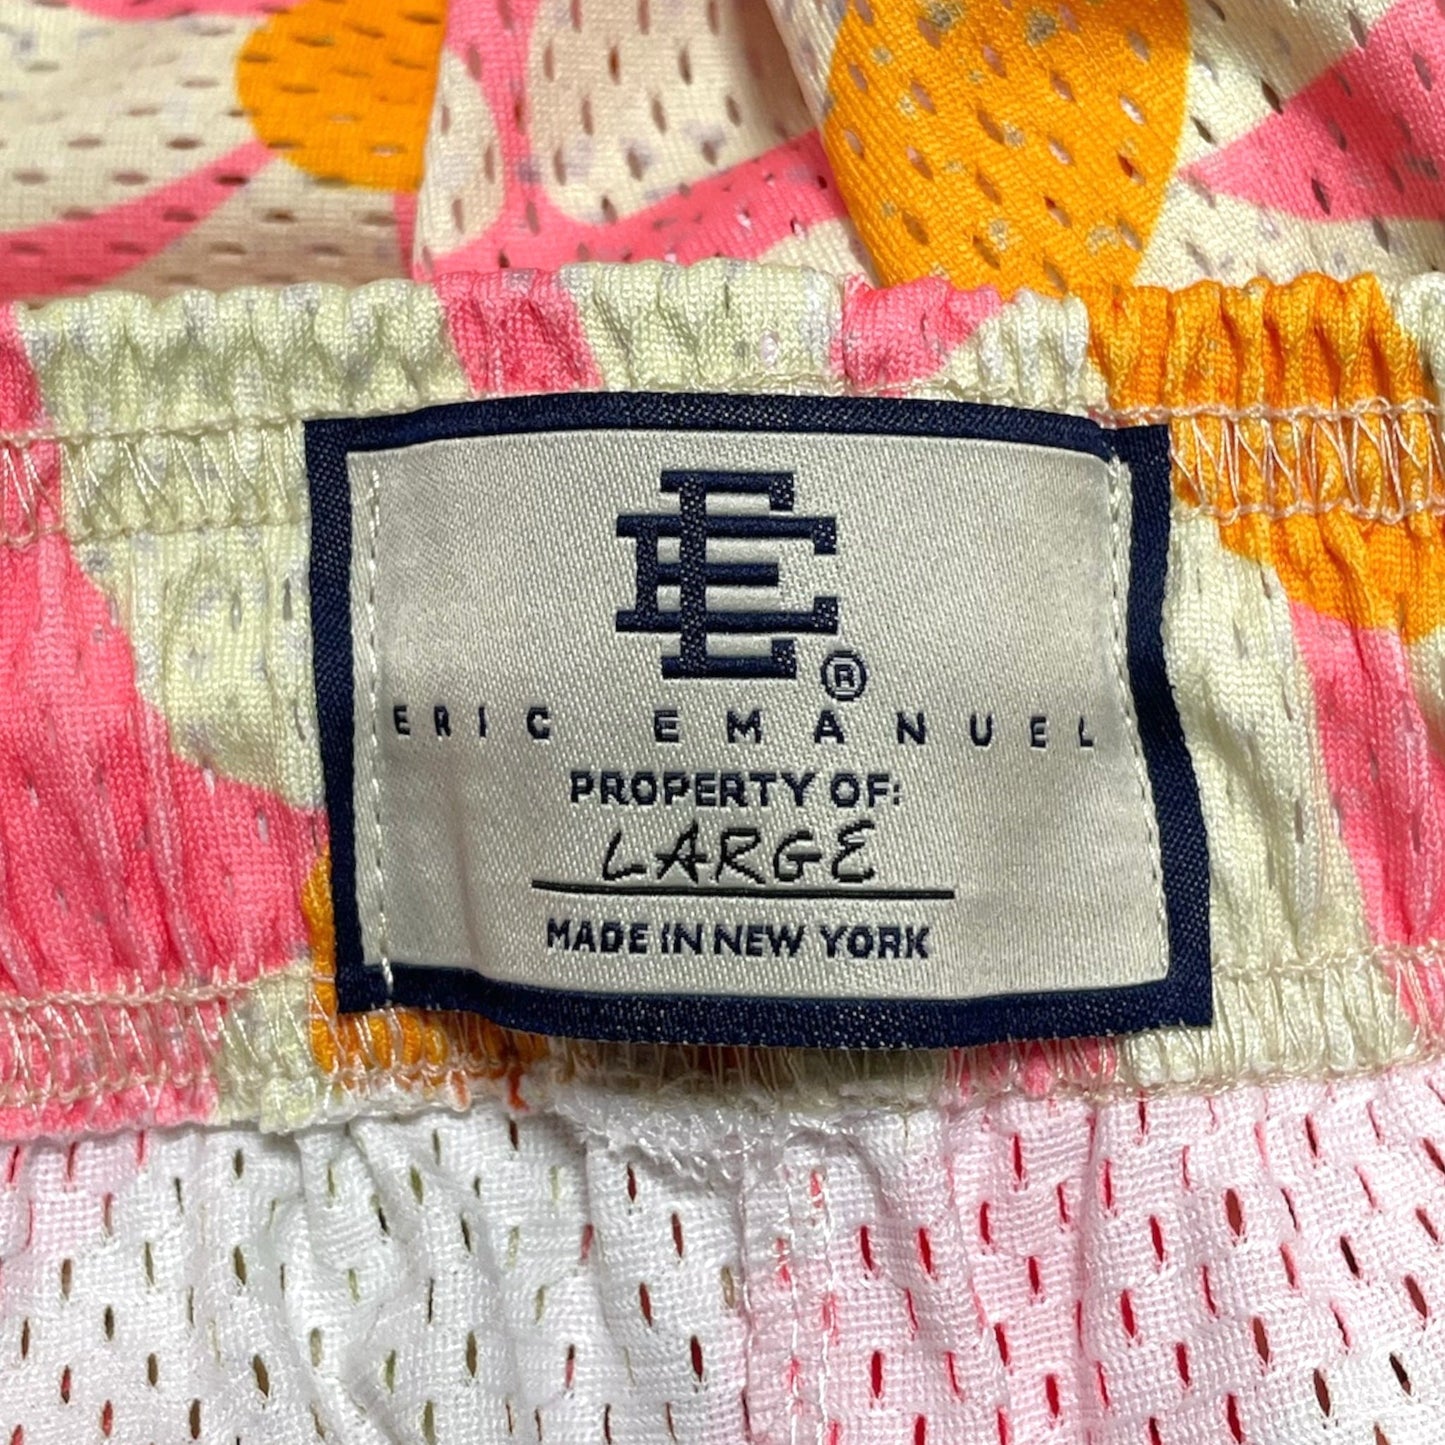 EE®
ERIC EMANUEL
PROPERTY OF:
LARGE
MADE IN NEW YORK